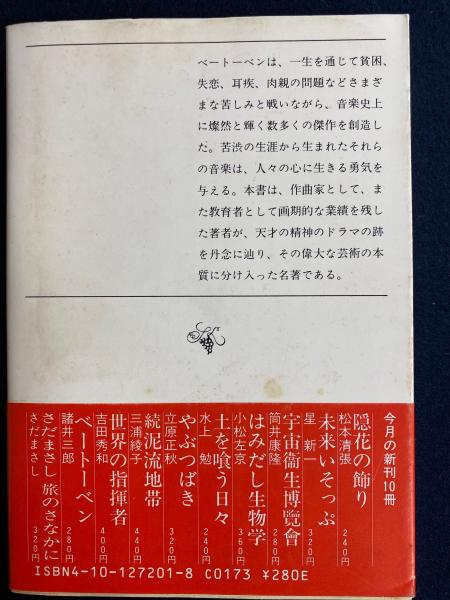 ベートーベンは、一生を通じて貧困、
失恋、耳疾、肉親の問題などさまざ
まな苦しみと戦いながら、音楽史上
に燦然と輝く数多くの傑作を創造し
た。苦渋の生涯から生まれたそれら
の音楽は、人々の心に生きる勇気を
与える。本書は、作曲家として、ま
た教育者として画期的な業績を残し
た著者が、天才の精神のドラマの跡
を丹念に辿り、その偉大な芸術の本
質に分け入った名著である。
今月の新刊10冊
隠花の飾り
松本清張 240円
未来いそっぷ
星新一 320円
宇宙衞生博覽會
筒井康隆 280円
はみだし生物学
小松左京 360円
土を喰う日々
水上勉 240円
やぶつばき
立原正秋 320円
続泥流地帯
三浦綾子 440円
世界の指揮者
吉田秀和 400円
ベートーベン
諸井三郎 280円
さだまさし 旅のさなかに
さだまさし 320円
ISBN4-10-127201-8 C0173 ¥280E